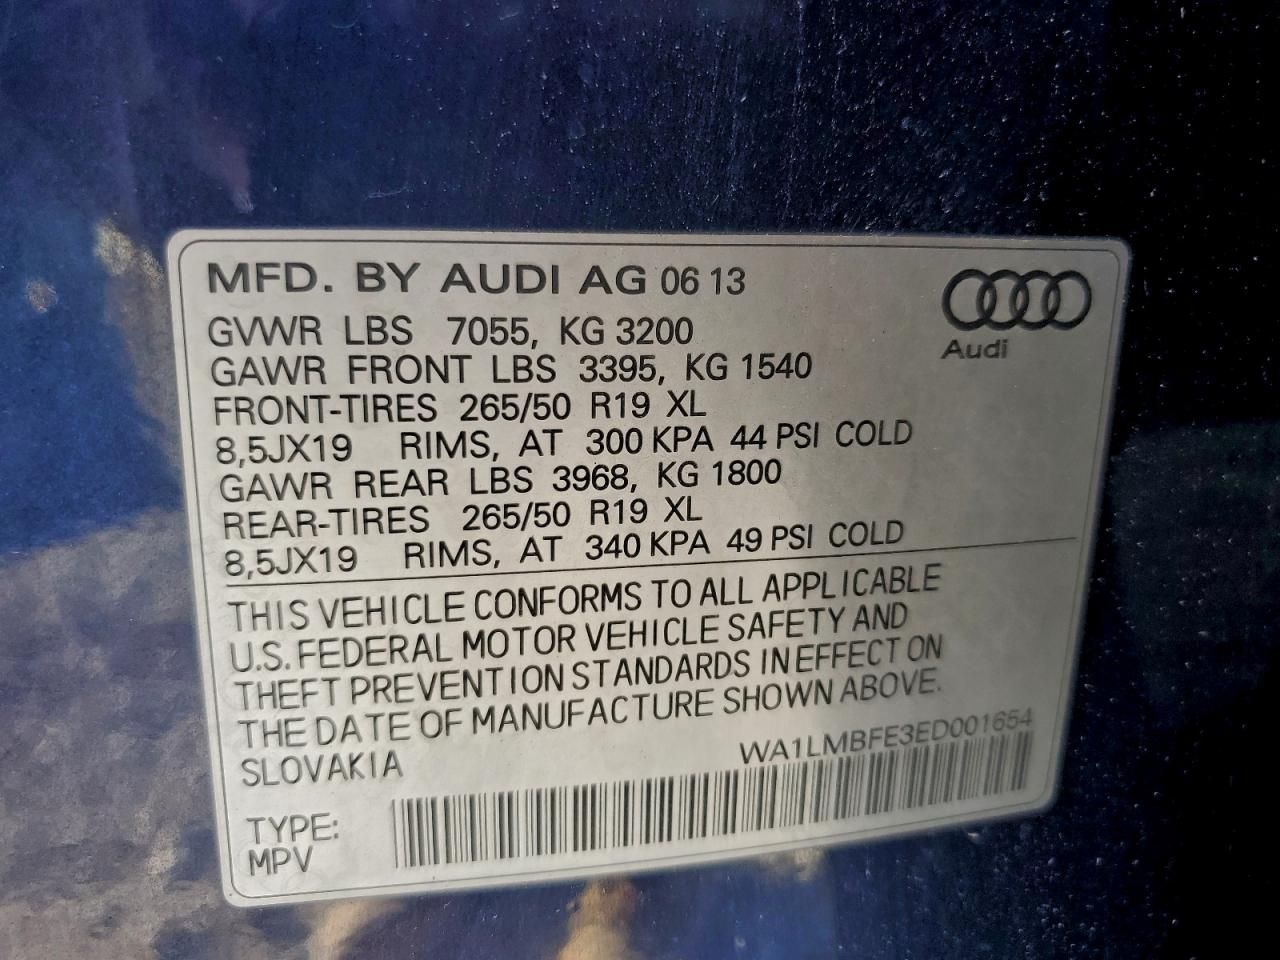 MFD. BY AUDI AG 06 13
Audi
GVWR LBS 7055, KG 3200
GAWR FRONT LBS 3395, KG 1540
FRONT-TIRES 265/50 R19 XL
8,5JX19 RIMS, AT 300 KPA 44 PSI COLD
GAWR REAR LBS 3968, KG 1800
REAR-TIRES 265/50 R19 XL
8,5JX19 RIMS, AT 340 KPA 49 PSI COLD
THIS VEHICLE CONFORMS TO ALL APPLICABLE
U.S. FEDERAL MOTOR VEHICLE SAFETY AND
THEFT PREVENTION STANDARDS IN EFFECT ON
THE DATE OF MANUFACTURE SHOWN ABOVE.
SLOVAKIA WA1LMBFE3ED001654
TYPE:
MPV